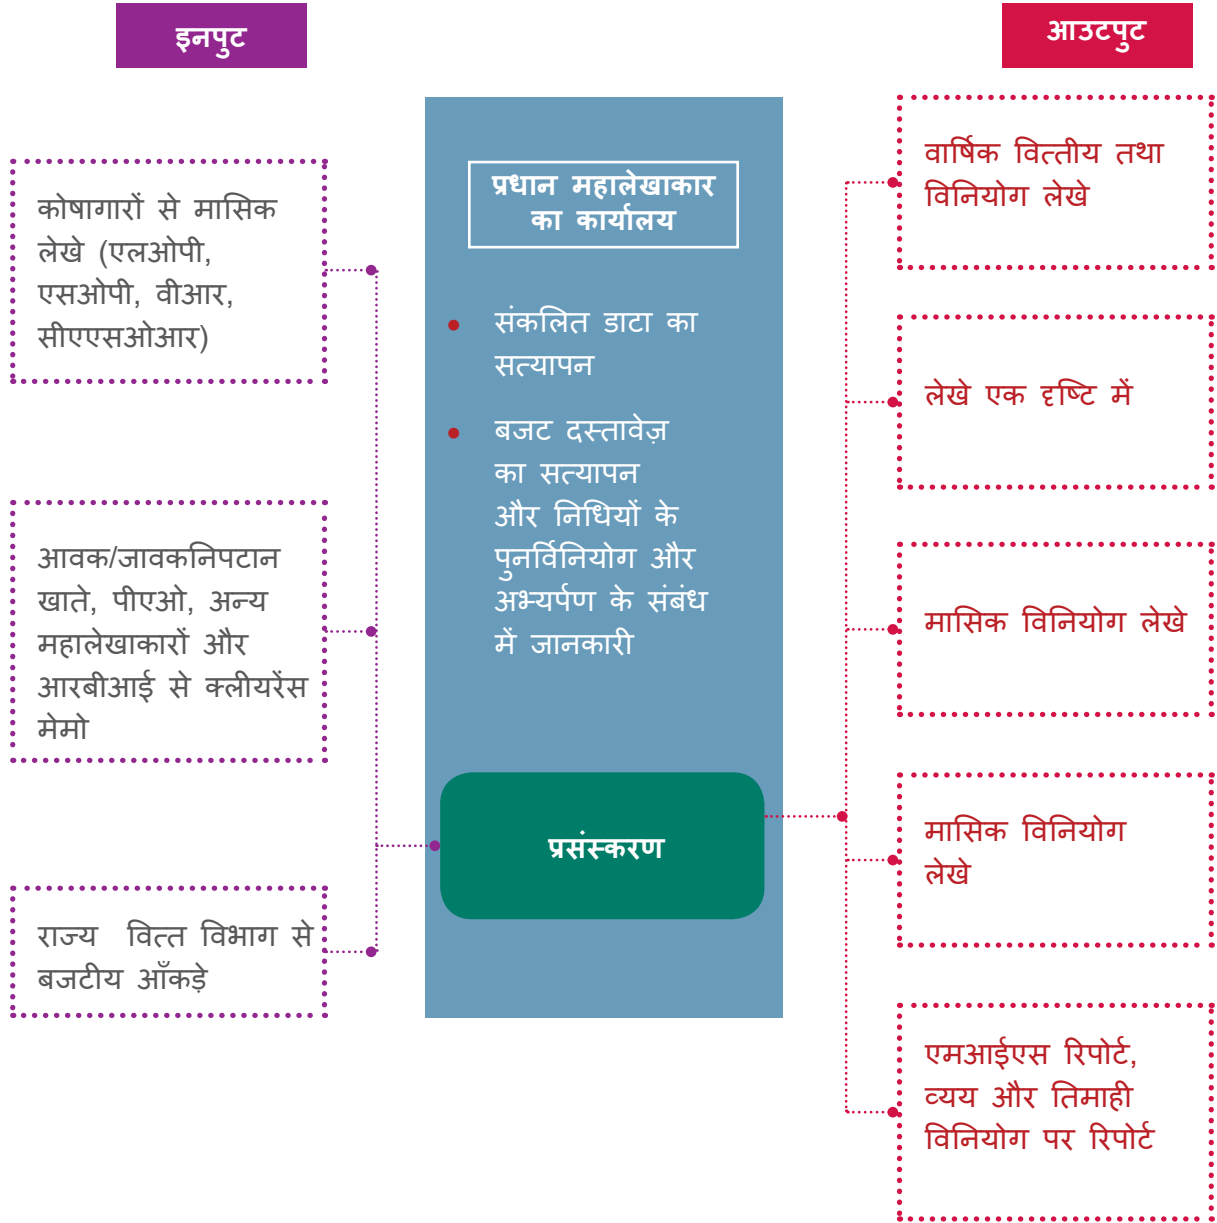 इनपुट
आउटपुट
कोषागारों से मासिक
लेखे (एलओपी,
एसओपी, वीआर,
सीएएसओआर)
आवक/जावकनिपटान
खाते, पीएओ, अन्य
महालेखाकारों और
आरबीआई से क्लीयरेंस
मेमो
राज्य वित्त विभाग से
बजटीय आँकड़े
प्रधान महालेखाकार
का कार्यालय
• संकलित डाटा का
सत्यापन
• बजट दस्तावेज़
का सत्यापन
और निधियों के
पुनर्विनियोग और
अभ्यर्पण के संबंध
में जानकारी
प्रसंस्करण
वार्षिक वित्तीय तथा
विनियोग लेखे
लेखे एक दृष्टि में
मासिक विनियोग लेखे
मासिक विनियोग
लेखे
एमआईएस रिपोर्ट,
व्यय और तिमाही
विनियोग पर रिपोर्ट